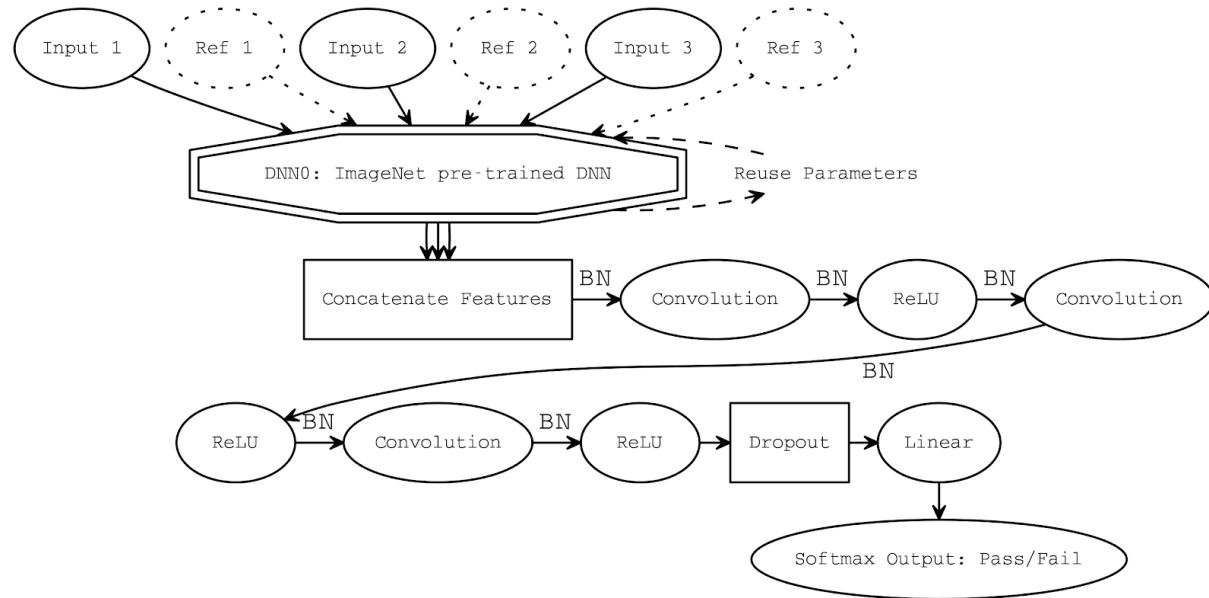 Input 1
Ref 1
Input 2
Ref 2
Input 3
Ref 3
DNN0: ImageNet pre-trained DNN
Reuse Parameters
Concatenate Features
BN
Convolution
BN
ReLU
BN
Convolution
BN
ReLU
BN
Convolution
BN
ReLU
Dropout
Linear
Softmax Output: Pass/Fail